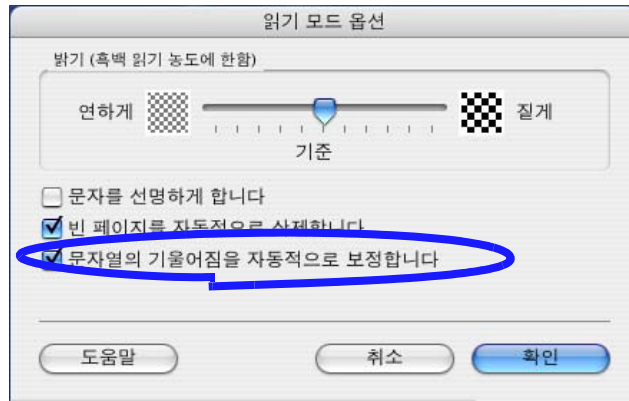 읽기 모드 옵션
밝기 (흑백 읽기 농도에 한함)
연하게 질게
기준
문자를 선명하게 합니다
빈 페이지를 자동적으로 삭제합니다
문자열의 기울어짐을 자동적으로 보정합니다
도움말 취소 확인